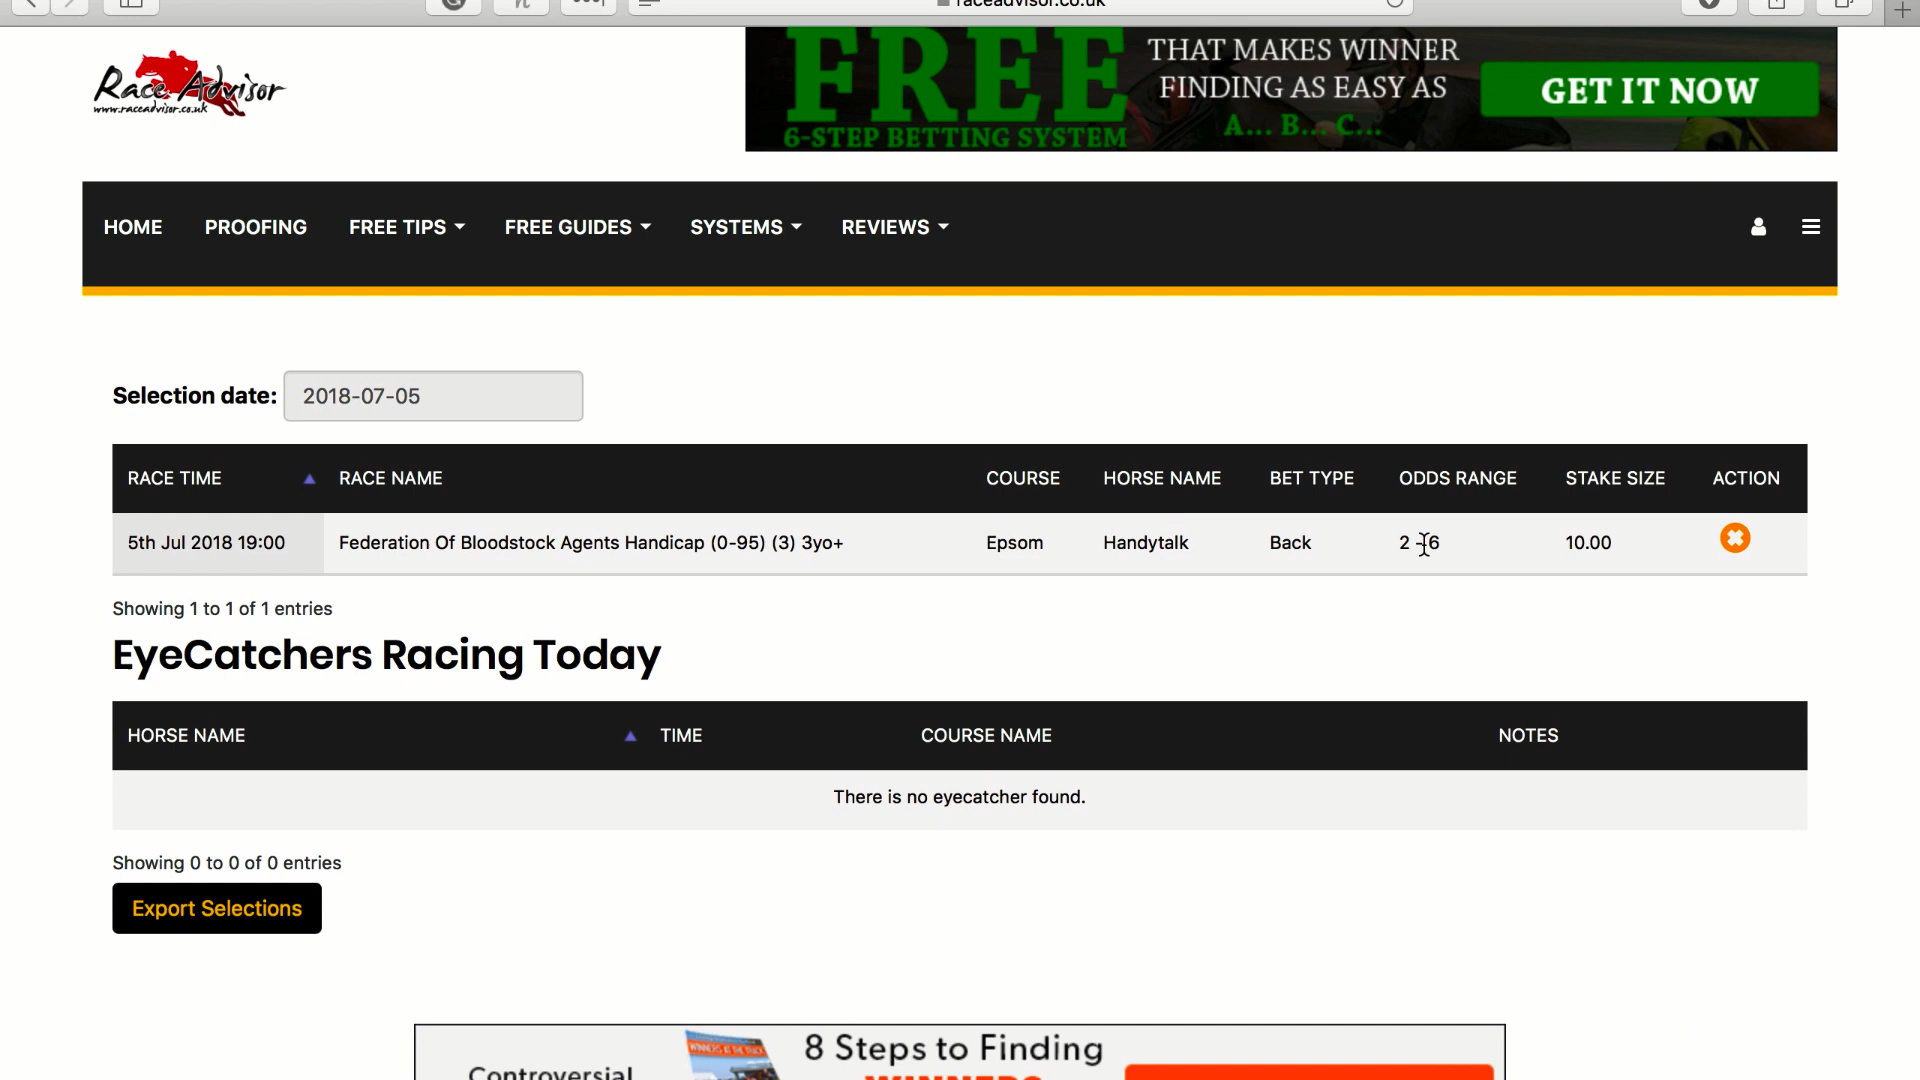 raceadvisor.co.uk
Race Advisor
www.raceadvisor.co.uk
FREE
6-STEP BETTING SYSTEM
THAT MAKES WINNER
FINDING AS EASY AS
A... B... C...
GET IT NOW
HOME PROOFING FREE TIPS FREE GUIDES SYSTEMS REVIEWS
Selection date: 2018-07-05
RACE TIME RACE NAME COURSE HORSE NAME BET TYPE ODDS RANGE STAKE SIZE ACTION
5th Jul 2018 19:00 Federation Of Bloodstock Agents Handicap (0-95) (3) 3yo+ Epsom Handytalk Back 2 - 6 10.00
Showing 1 to 1 of 1 entries
EyeCatchers Racing Today
HORSE NAME TIME COURSE NAME NOTES
There is no eyecatcher found.
Showing 0 to 0 of 0 entries
Export Selections
Controversial
WINNERS AT THE TRACK
8 Steps to Finding
WINNERS